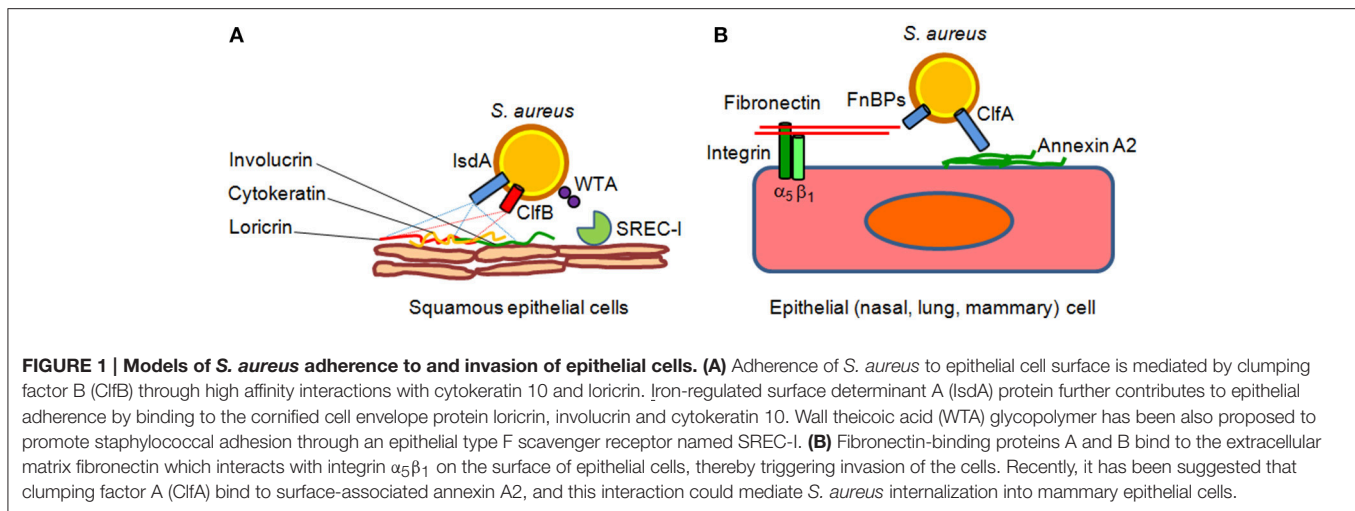 A
S. aureus
IsdA
Involucrin
Cytokeratin
Loricrin
WTA
ClfB
SREC-I
Squamous epithelial cells
B
S. aureus
FnBPs
ClfA
Fibronectin
Annexin A2
Integrin
α5 β1
Epithelial (nasal, lung, mammary) cell
FIGURE 1 | Models of S. aureus adherence to and invasion of epithelial cells. (A) Adherence of S. aureus to epithelial cell surface is mediated by clumping
factor B (ClfB) through high affinity interactions with cytokeratin 10 and loricrin. Iron-regulated surface determinant A (IsdA) protein further contributes to epithelial
adherence by binding to the cornified cell envelope protein loricrin, involucrin and cytokeratin 10. Wall theicoic acid (WTA) glycopolymer has been also proposed to
promote staphylococcal adhesion through an epithelial type F scavenger receptor named SREC-I. (B) Fibronectin-binding proteins A and B bind to the extracellular
matrix fibronectin which interacts with integrin α5β1 on the surface of epithelial cells, thereby triggering invasion of the cells. Recently, it has been suggested that
clumping factor A (ClfA) bind to surface-associated annexin A2, and this interaction could mediate S. aureus internalization into mammary epithelial cells.